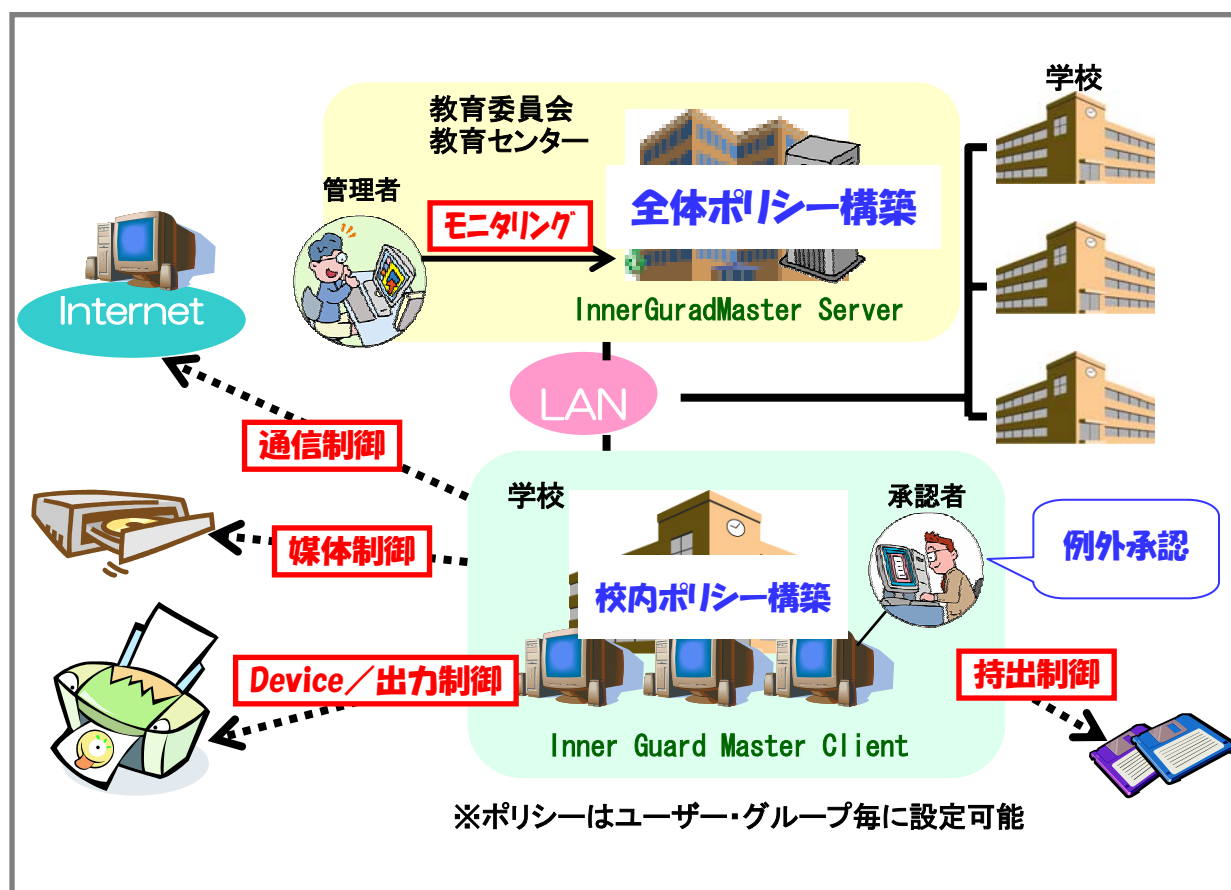 学校
教育委員会
教育センター
管理者
モニタリング
全体ポリシー構築
InnerGuradMaster Server
Internet
LAN
通信制御
学校
承認者
例外承認
媒体制御
校内ポリシー構築
Device／出力制御
持出制御
Inner Guard Master Client
※ポリシーはユーザー・グループ毎に設定可能